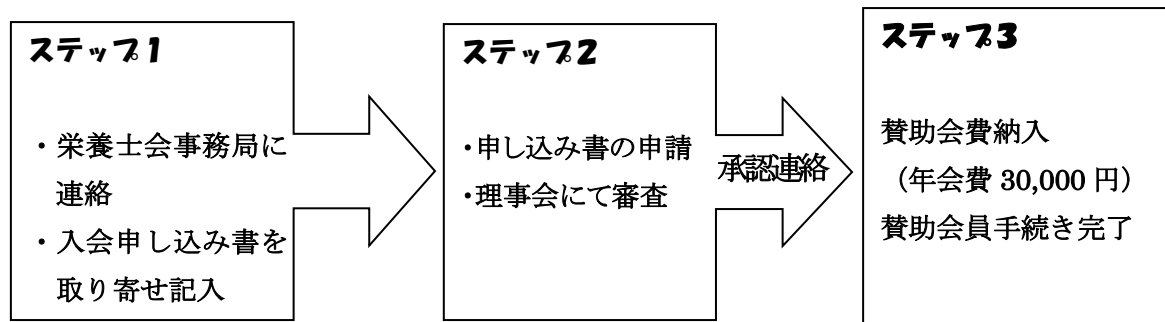 ステップ1
・栄養士会事務局に
連絡
・入会申し込み書を
取り寄せ記入
ステップ2
・申し込み書の申請
・理事会にて審査
承認連絡
ステップ3
賛助会費納入
（年会費 30,000 円）
賛助会員手続き完了